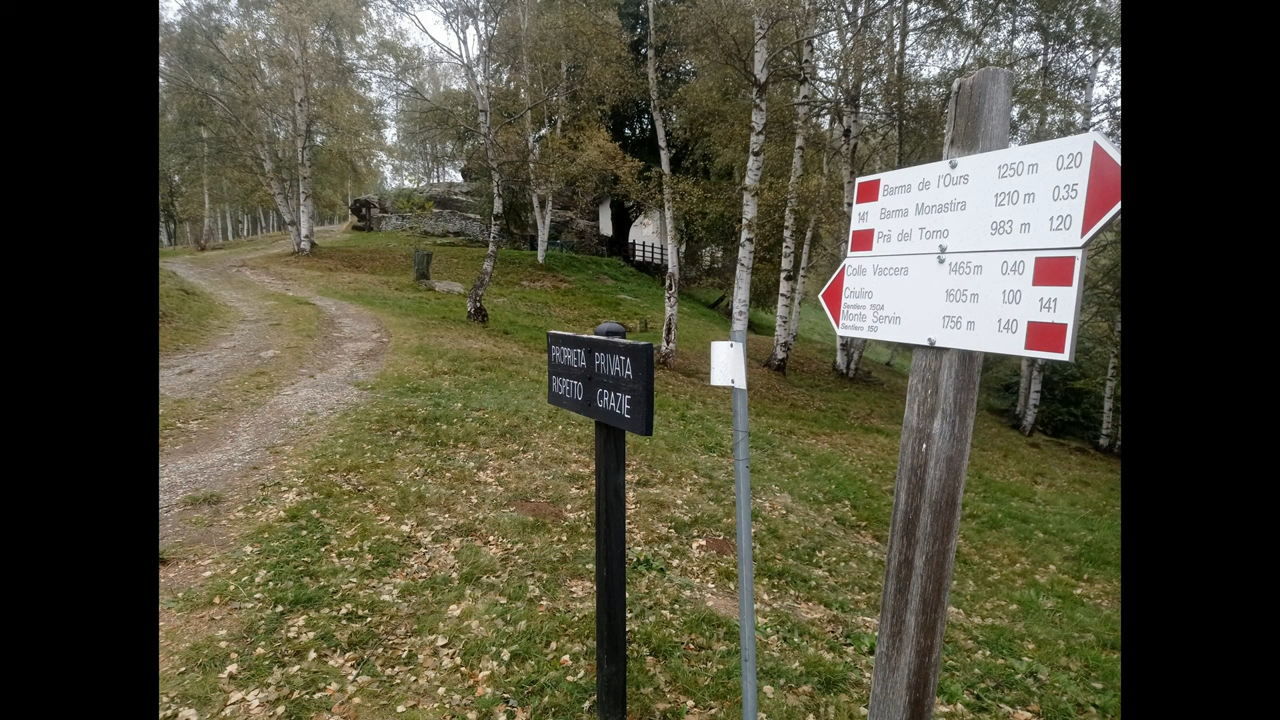 PROPRIETÀ PRIVATA
RISPETTO GRAZIE
Barma de l'Ours 1250 m 0.20
141 Barma Monastira 1210 m 0.35
Prà del Torno 983 m 1.20
Colle Vaccera 1465 m 0.40
Criuliro 1605 m 1.00 141
Sentiero 150A
Monte Servin 1756 m 1.40
Sentiero 150